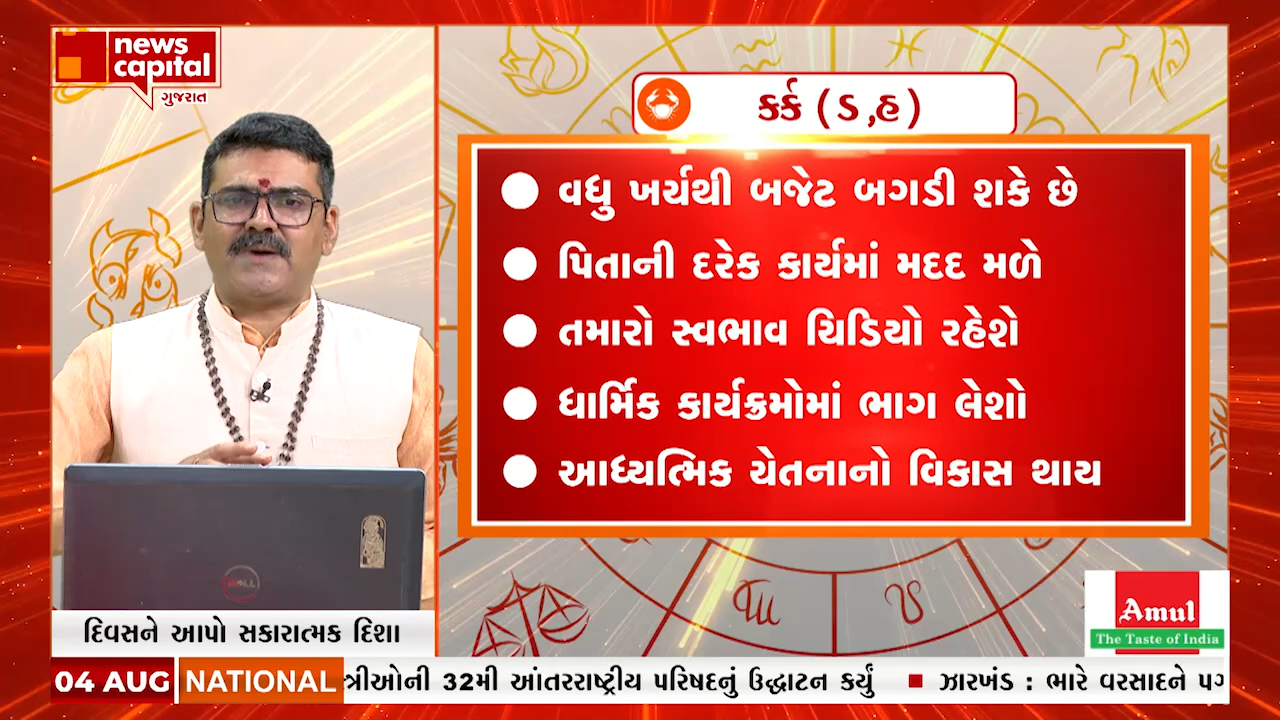 news
capital
ગુજરાત
કર્ક (ડ,હ)
વધુ ખર્ચથી બજેટ બગડી શકે છે
પિતાની દરેક કાર્યમાં મદદ મળે
તમારો સ્વભાવ ચિડિયો રહેશે
ધાર્મિક કાર્યક્રમોમાં ભાગ લેશો
આધ્યત્મિક ચેતનાનો વિકાસ થાય
DELL
દિવસને આપો સકારાત્મક દિશા
Amul
The Taste of India
04 AUG NATIONAL ત્રીઓની 32મી આંતરરાષ્ટ્રીય પરિષદનું ઉદ્ધાટન કર્યું ■ ઝારખંડ : ભારે વરસાદને